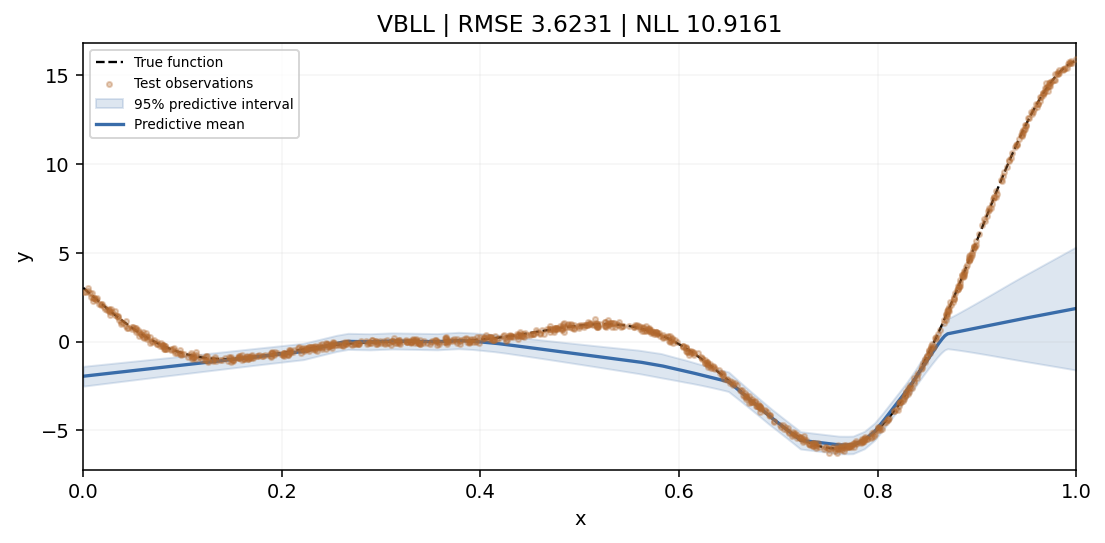 VBLL | RMSE 3.6231 | NLL 10.9161
True function
Test observations
95% predictive interval
Predictive mean
15
10
5
0
−5
y
0.0 0.2 0.4 0.6 0.8 1.0
x